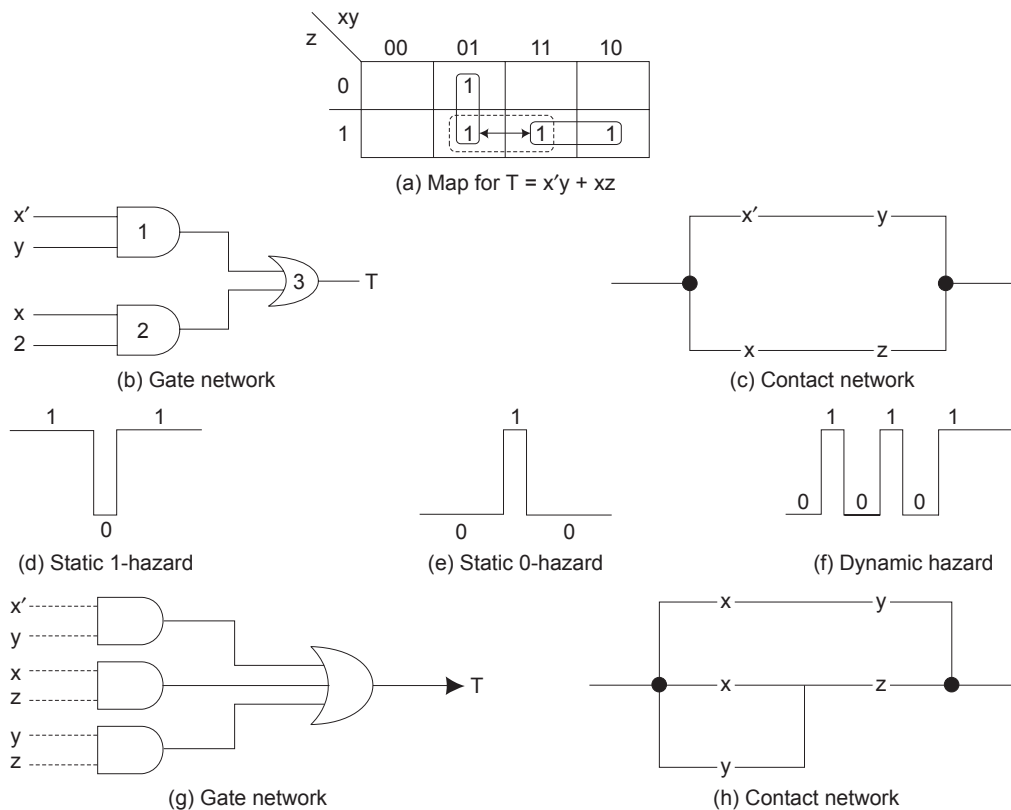 xy
z
00 01 11 10
0 1
1 1 1 1
(a) Map for T = x′y + xz
x′
y
1
x
2
2
3
T
(b) Gate network
x′ y
x z
(c) Contact network
1 1
0
(d) Static 1-hazard
1
0 0
(e) Static 0-hazard
1 1 1
0 0 0
(f) Dynamic hazard
x′
y
x
z
y
z
T
(g) Gate network
x y
x z
y
(h) Contact network